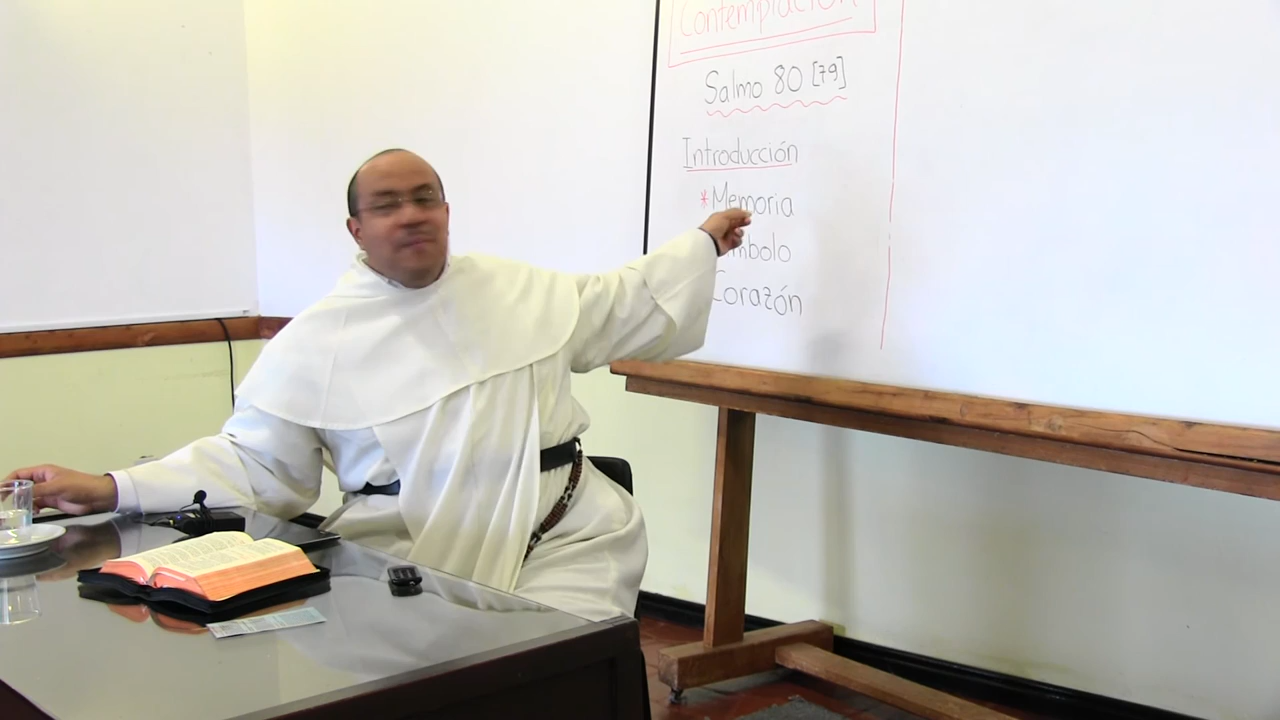 Contemplación
Salmo 80 [79]
Introducción
*Memoria
mbolo
Corazón